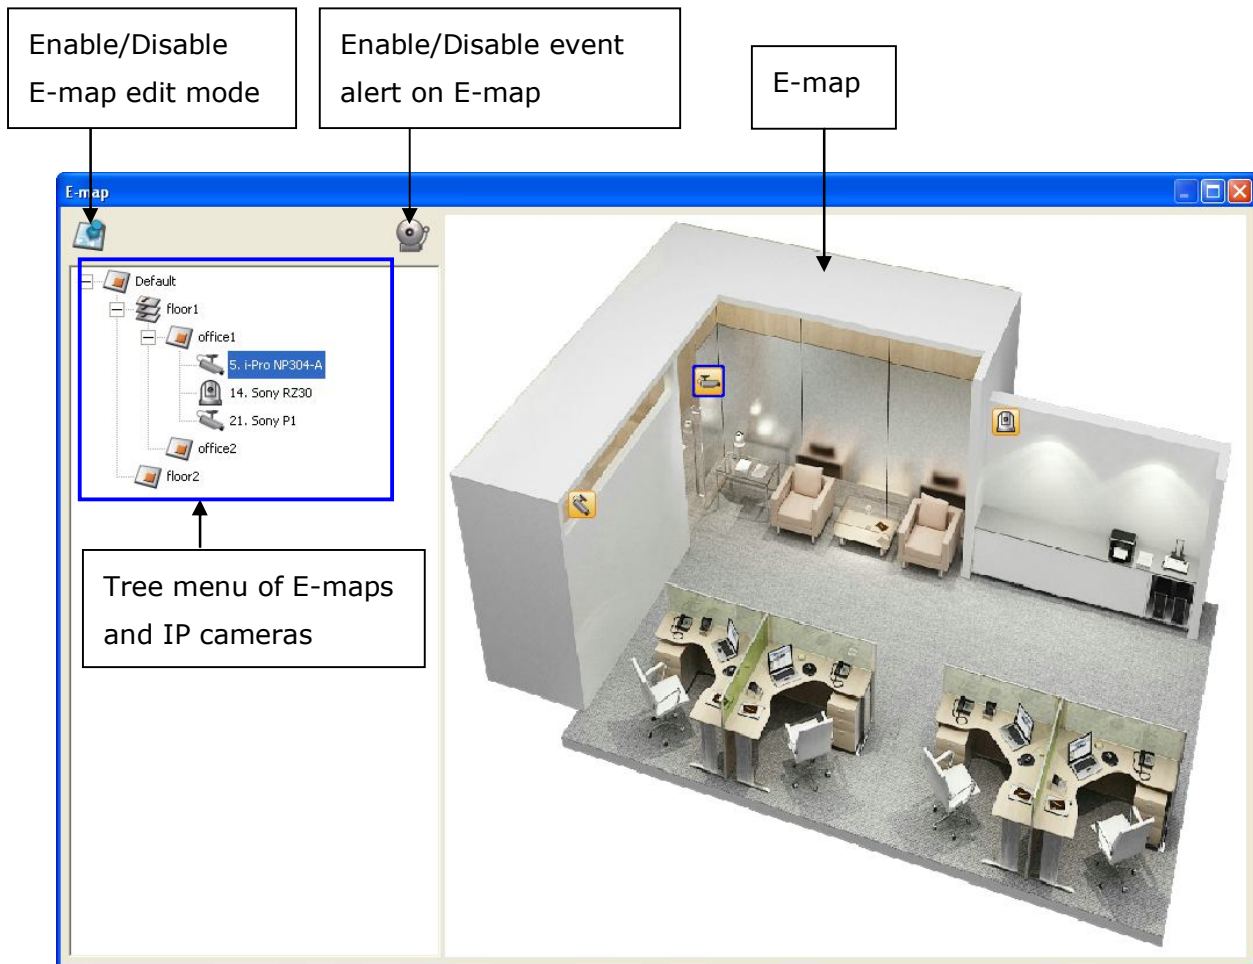 Enable/Disable
E-map edit mode
Enable/Disable event
alert on E-map
E-map
E-map
Default
floor1
office1
5. i-Pro NP304-A
14. Sony RZ30
21. Sony P1
office2
floor2
Tree menu of E-maps
and IP cameras